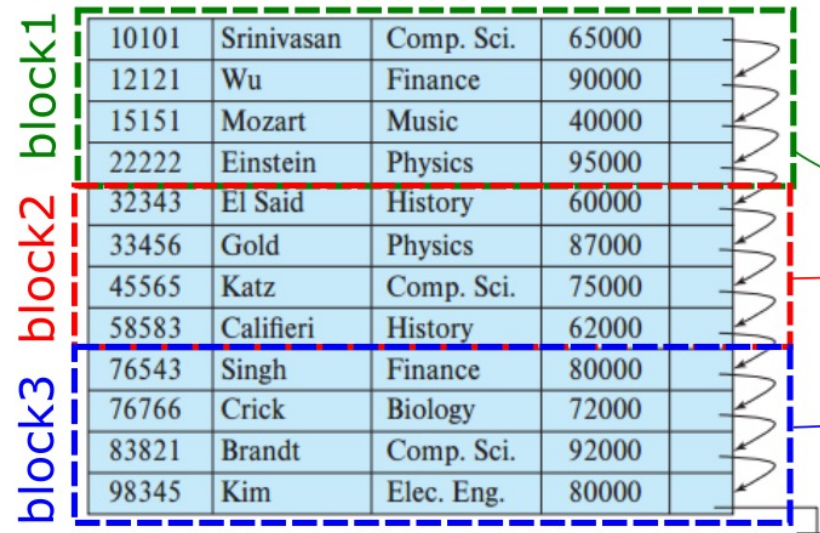 block1
10101 Srinivasan Comp. Sci. 65000
12121 Wu Finance 90000
15151 Mozart Music 40000
22222 Einstein Physics 95000
block2
32343 El Said History 60000
33456 Gold Physics 87000
45565 Katz Comp. Sci. 75000
58583 Califieri History 62000
block3
76543 Singh Finance 80000
76766 Crick Biology 72000
83821 Brandt Comp. Sci. 92000
98345 Kim Elec. Eng. 80000